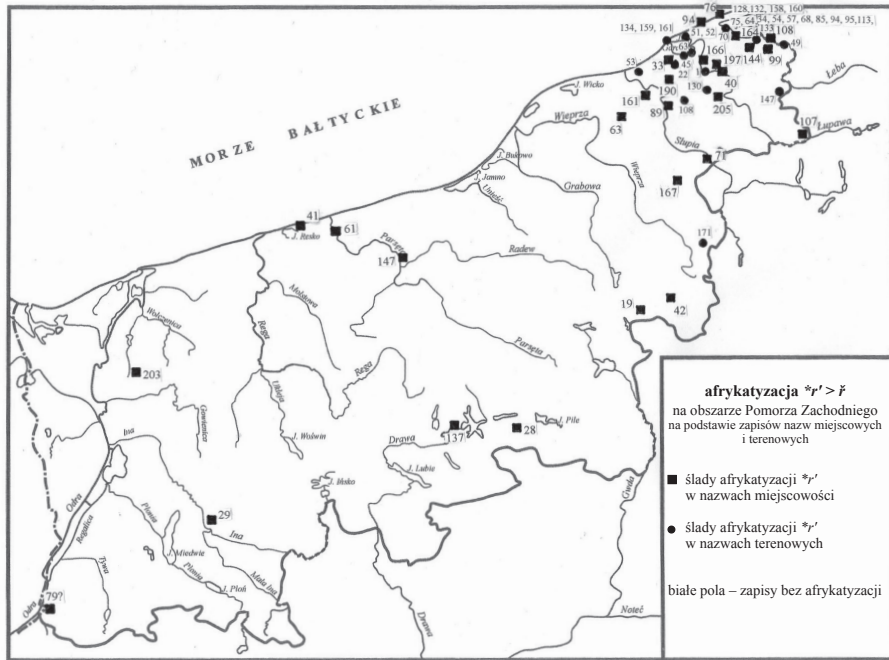 76
128, 132, 158, 160
134, 159, 161
94
75, 64
34, 54, 57, 68, 85, 94, 95, 113,
51, 52
70
164
133
108
49
63
33
166
144
99
53
45
22
197
40
Łeba
J. Wicko
161
190
130
205
147
89
108
63
Wieprza
107
Łupawa
MORZE BAŁTYCKIE
Słupia
71
J. Bukowo
J. Jamno
Wieprza
167
Uniešć
Grabowa
41
J. Resko
61
Parsęta
147
Radew
171
Mołstowa
19
42
Wołczenica
Rega
Parsęta
203
Rega
Ukleja
Gowienica
J. Woświn
137
28
J. Pile
Drawa
Ina
J. Lubie
J. Ińsko
Gwda
Odra
Regalica
Płonia
29
Ina
J. Miedwie
Płonia
Mała Ina
J. Płoń
Tywa
79?
Odra
Drawa
Noteć
afrykatyzacja *r' > ř
na obszarze Pomorza Zachodniego
na podstawie zapisów nazw miejscowych
i terenowych
ślady afrykatyzacji *r'
w nazwach miejscowości
ślady afrykatyzacji *r'
w nazwach terenowych
białe pola – zapisy bez afrykatyzacji